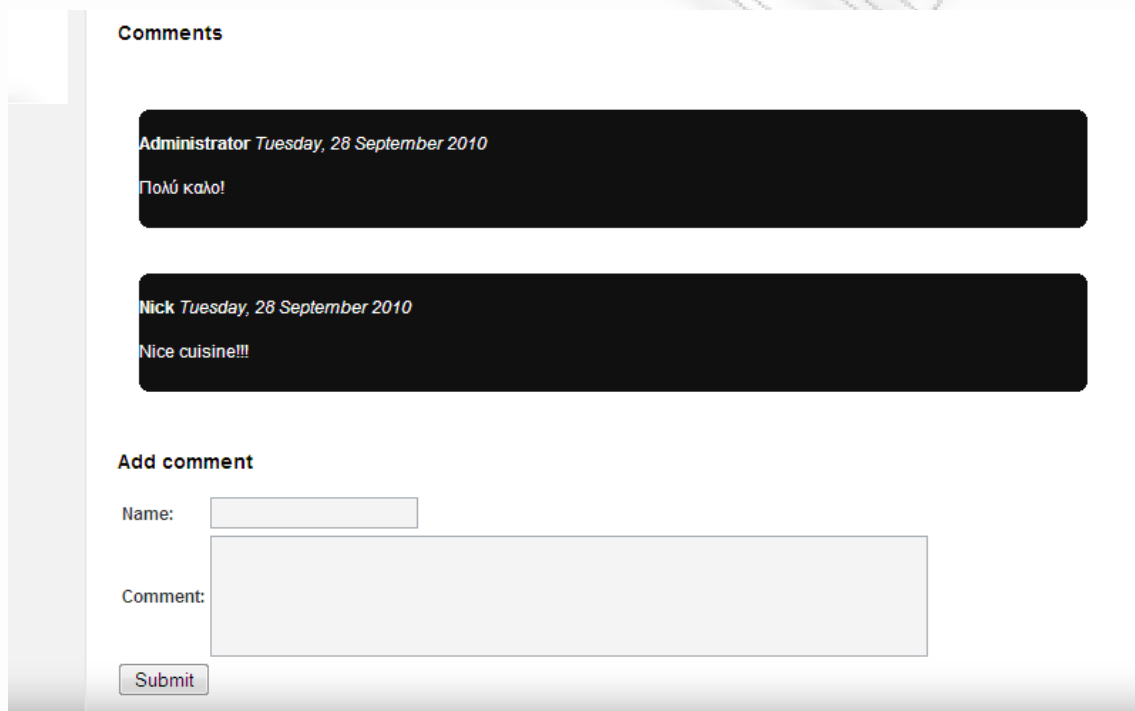 Comments
Administrator Tuesday, 28 September 2010
Πολύ καλο!
Nick Tuesday, 28 September 2010
Nice cuisine!!!
Add comment
Name:
Comment:
Submit